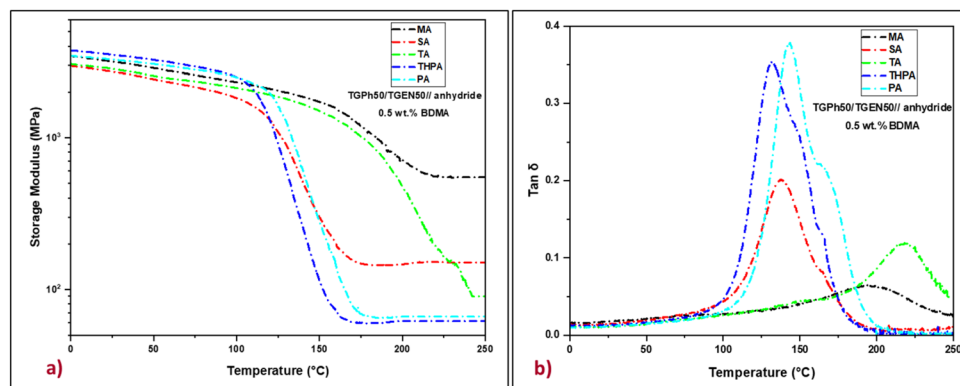 MA
SA
TA
THPA
PA
TGPh50/TGEN50// anhydride
0.5 wt.% BDMA
Storage Modulus (MPa)
10³
10²
0
50
100
150
200
250
Temperature (°C)
a)
MA
SA
TA
THPA
PA
TGPh50/TGEN50// anhydride
0.5 wt.% BDMA
Tan δ
0.4
0.3
0.2
0.1
0.0
0
50
100
150
200
250
Temperature (°C)
b)